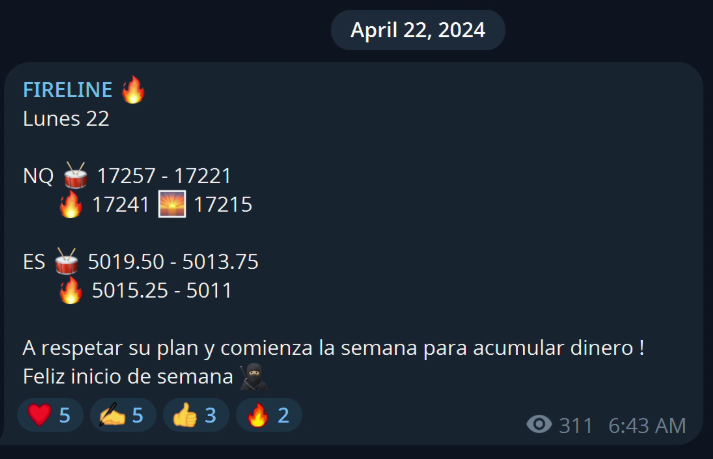 April 22, 2024
FIRELINE 🔥
Lunes 22
NQ 🥁 17257 - 17221
🔥 17241 🌅 17215
ES 🥁 5019.50 - 5013.75
🔥 5015.25 - 5011
A respetar su plan y comienza la semana para acumular dinero !
Feliz inicio de semana 🥷
❤️ 5 ✍️ 5 👍 3 🔥 2
311 6:43 AM